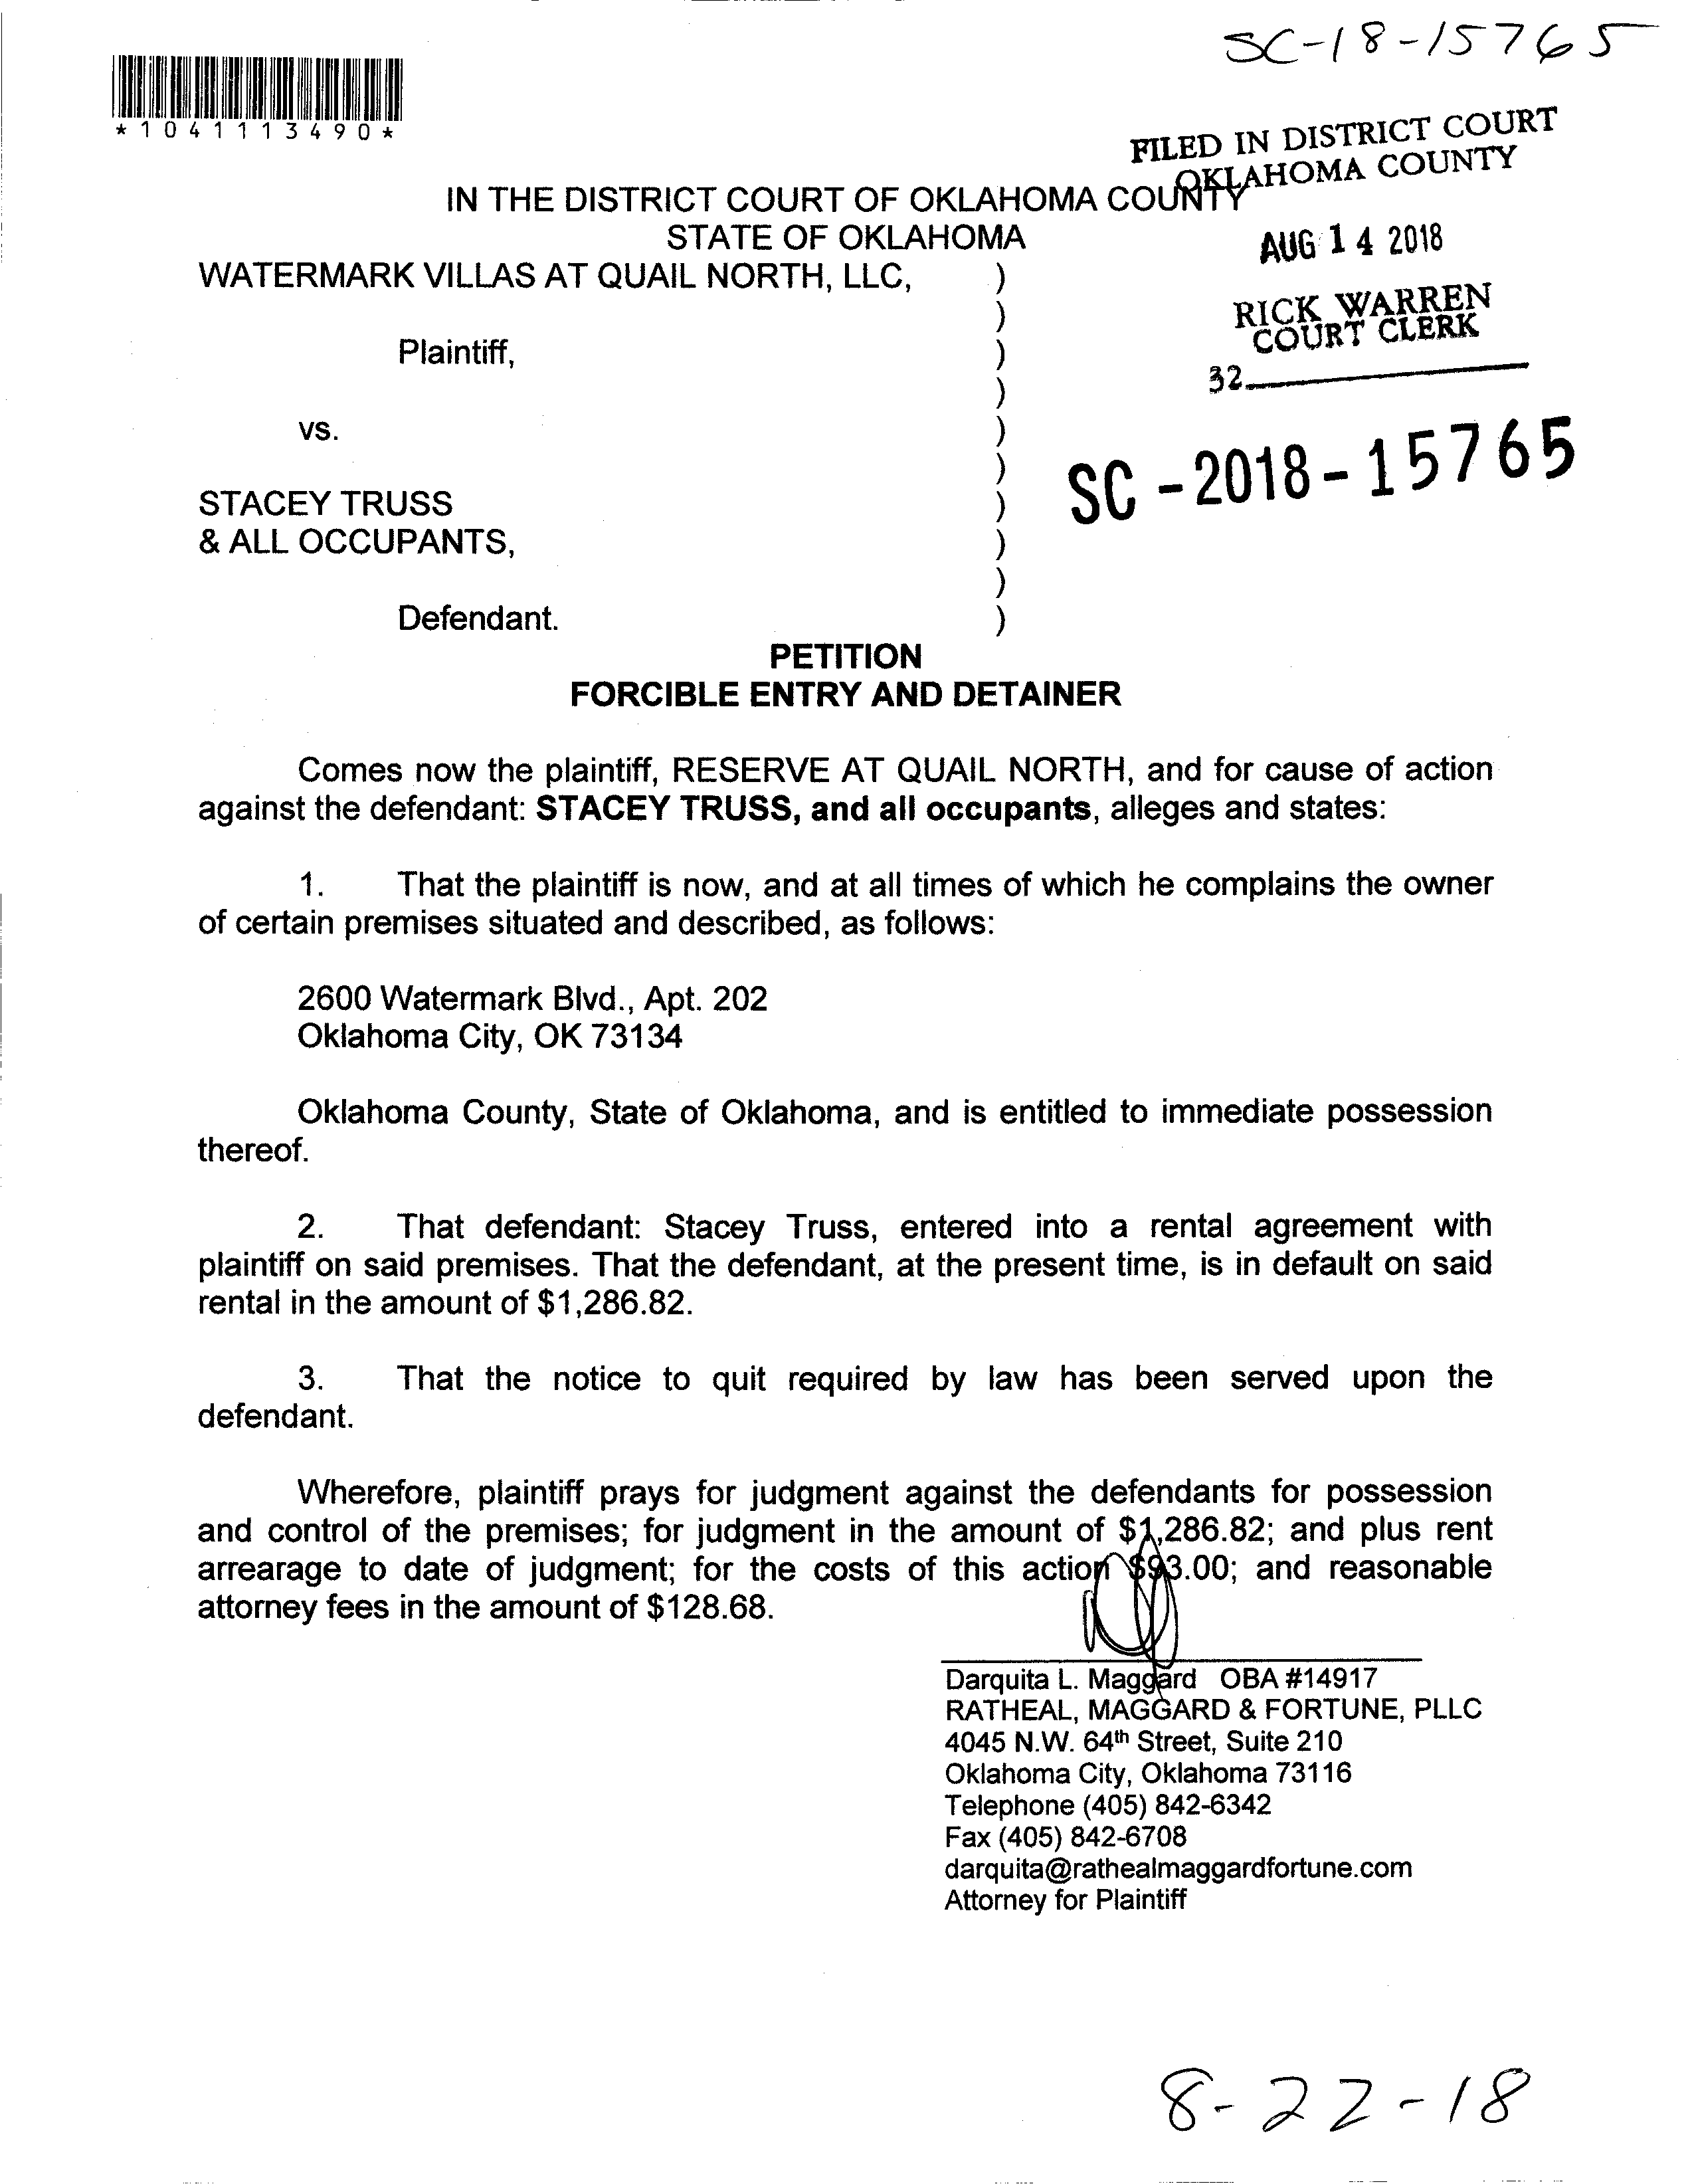 SC-18-15765
*1041113490*
FILED IN DISTRICT COURT
OKLAHOMA COUNTY
IN THE DISTRICT COURT OF OKLAHOMA COUNTY
STATE OF OKLAHOMA
AUG 14 2018
WATERMARK VILLAS AT QUAIL NORTH, LLC, )
)
RICK WARREN
COURT CLERK
Plaintiff, )
32
)
vs. )
)
SC-2018-15765
STACEY TRUSS )
& ALL OCCUPANTS, )
)
Defendant. )
PETITION
FORCIBLE ENTRY AND DETAINER
Comes now the plaintiff, RESERVE AT QUAIL NORTH, and for cause of action
against the defendant: STACEY TRUSS, and all occupants, alleges and states:
1. That the plaintiff is now, and at all times of which he complains the owner
of certain premises situated and described, as follows:
2600 Watermark Blvd., Apt. 202
Oklahoma City, OK 73134
Oklahoma County, State of Oklahoma, and is entitled to immediate possession
thereof.
2. That defendant: Stacey Truss, entered into a rental agreement with
plaintiff on said premises. That the defendant, at the present time, is in default on said
rental in the amount of $1,286.82.
3. That the notice to quit required by law has been served upon the
defendant.
Wherefore, plaintiff prays for judgment against the defendants for possession
and control of the premises; for judgment in the amount of $1,286.82; and plus rent
arrearage to date of judgment; for the costs of this action $93.00; and reasonable
attorney fees in the amount of $128.68.
Darquita L. Maggard OBA #14917
RATHEAL, MAGGARD & FORTUNE, PLLC
4045 N.W. 64th Street, Suite 210
Oklahoma City, Oklahoma 73116
Telephone (405) 842-6342
Fax (405) 842-6708
darquita@rathealmaggardfortune.com
Attorney for Plaintiff
8-22-18